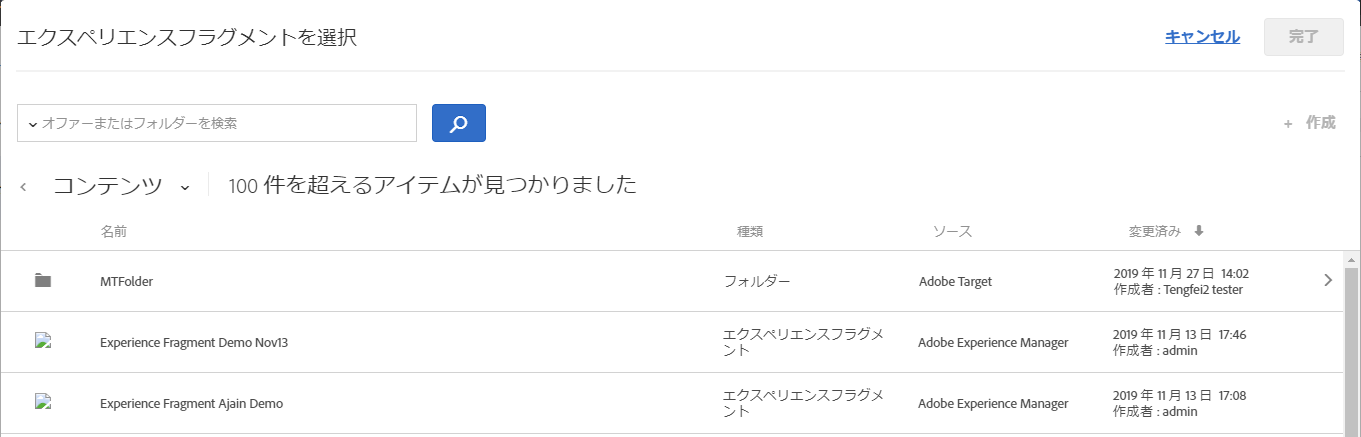 エクスペリエンスフラグメントを選択
キャンセル
完了
オファーまたはフォルダーを検索
+ 作成
コンテンツ
100 件を超えるアイテムが見つかりました
名前 種類 ソース 変更済み
MTFolder フォルダー Adobe Target 2019 年 11 月 27 日 14:02
作成者 : Tengfei2 tester
Experience Fragment Demo Nov13 エクスペリエンスフラグメ Adobe Experience Manager 2019 年 11 月 13 日 17:46
ント 作成者 : admin
Experience Fragment Ajain Demo エクスペリエンスフラグメ Adobe Experience Manager 2019 年 11 月 13 日 17:08
ント 作成者 : admin